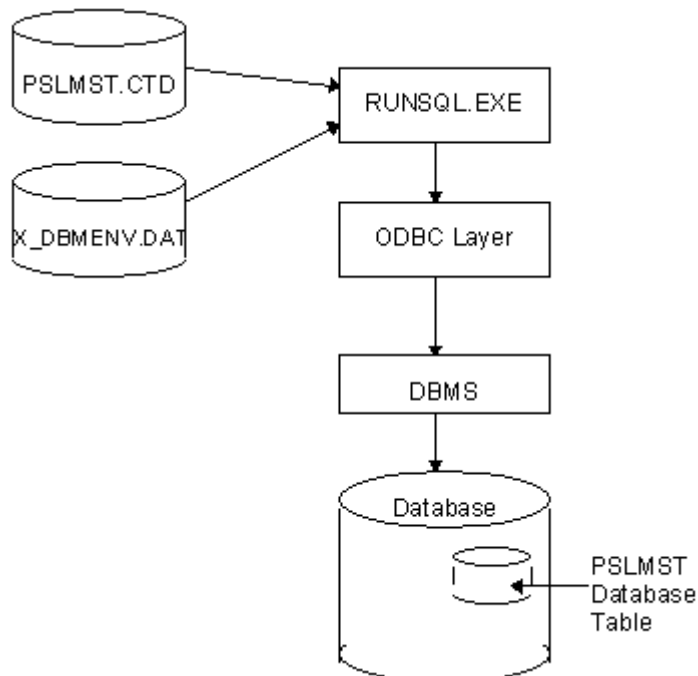 PSLMST.CTD
RUNSQL.EXE
X_DBMENV.DAT
ODBC Layer
DBMS
Database
PSLMST
Database
Table